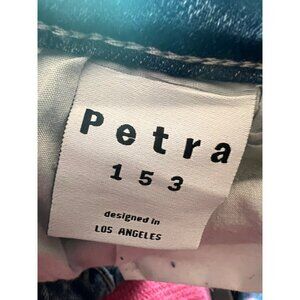 Petra
153
designed in
LOS ANGELES